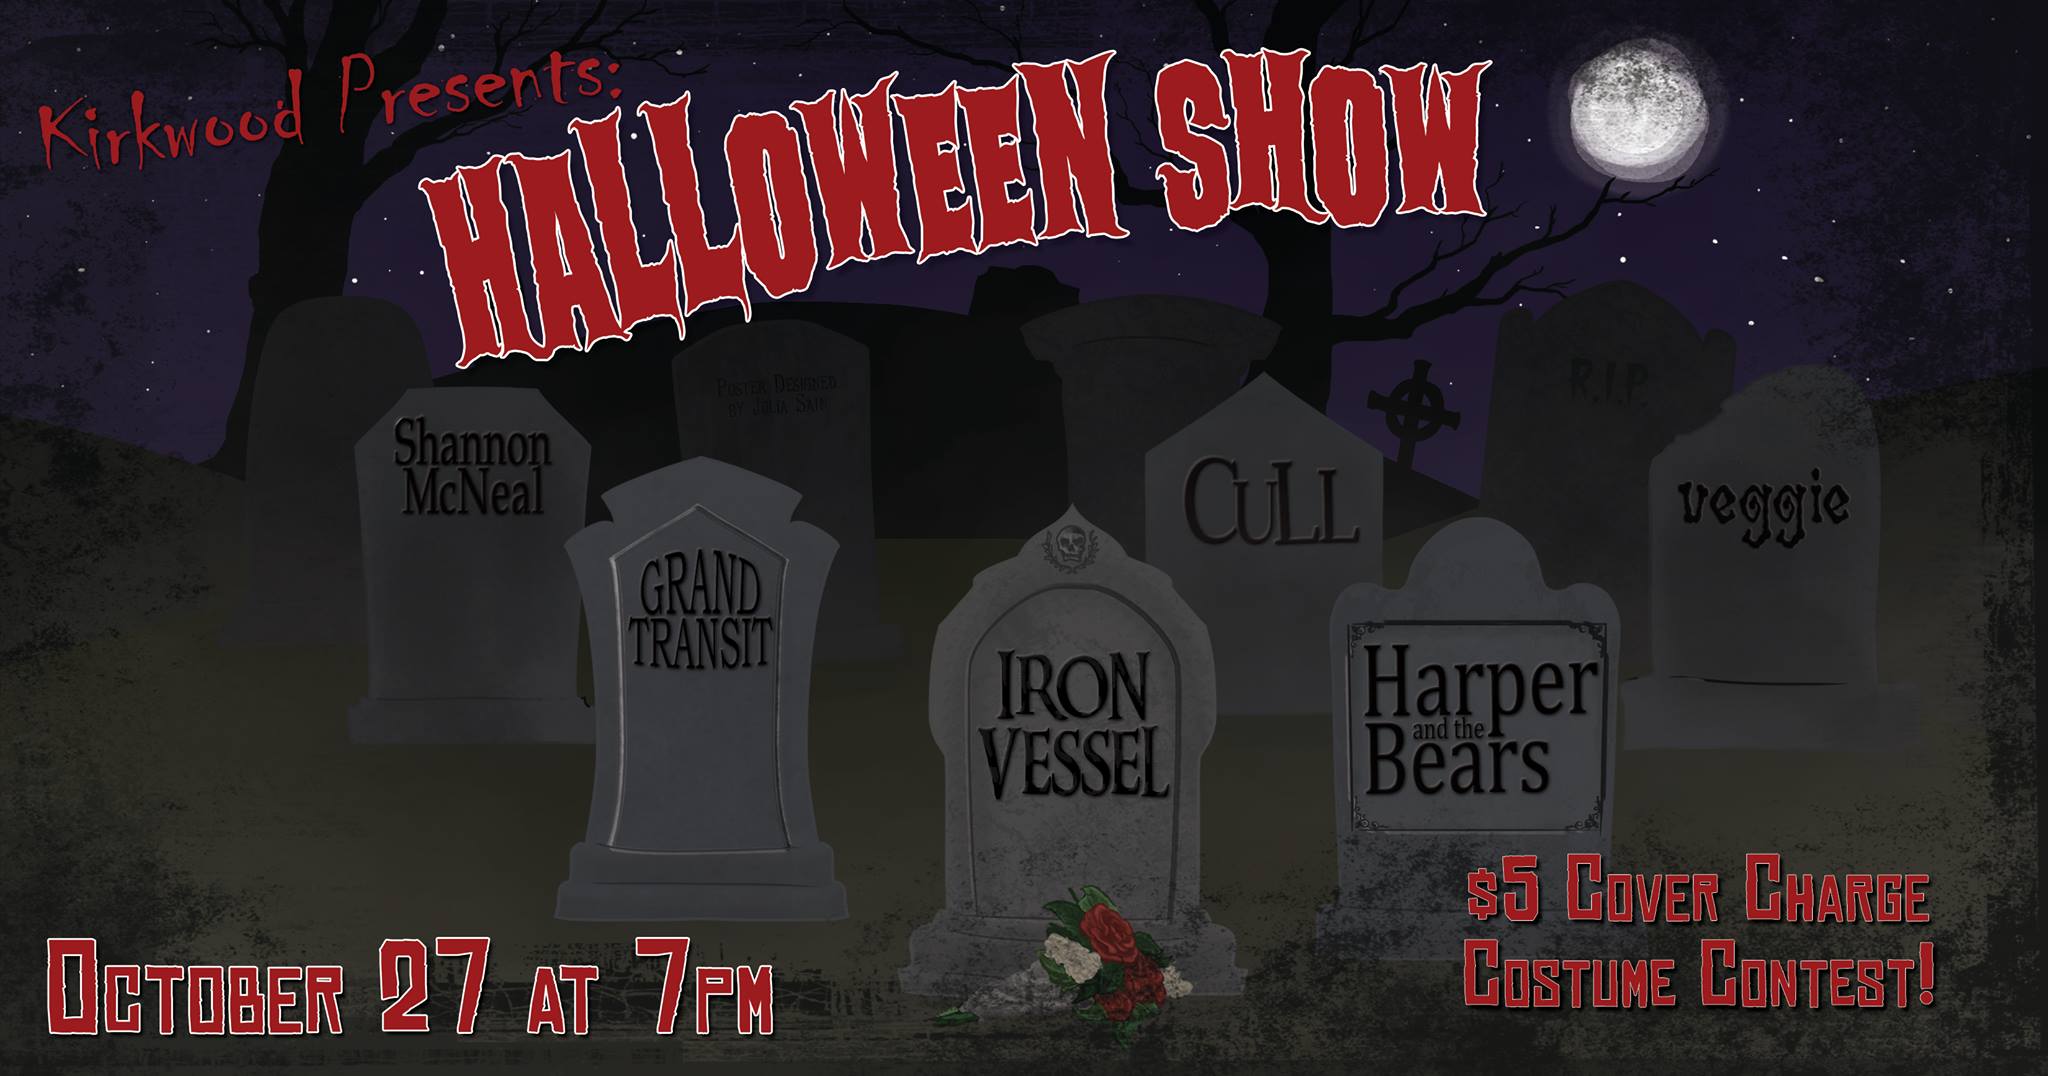 Kirkwood Presents:
HALLOWEEN SHOW
POSTER DESIGNED
BY JULIA SAIN
R.I.P.
Shannon
McNeal
GRAND
TRANSIT
IRON
VESSEL
CULL
Harper
and the
Bears
veggie
OCTOBER 27 AT 7PM
$5 COVER CHARGE
COSTUME CONTEST!